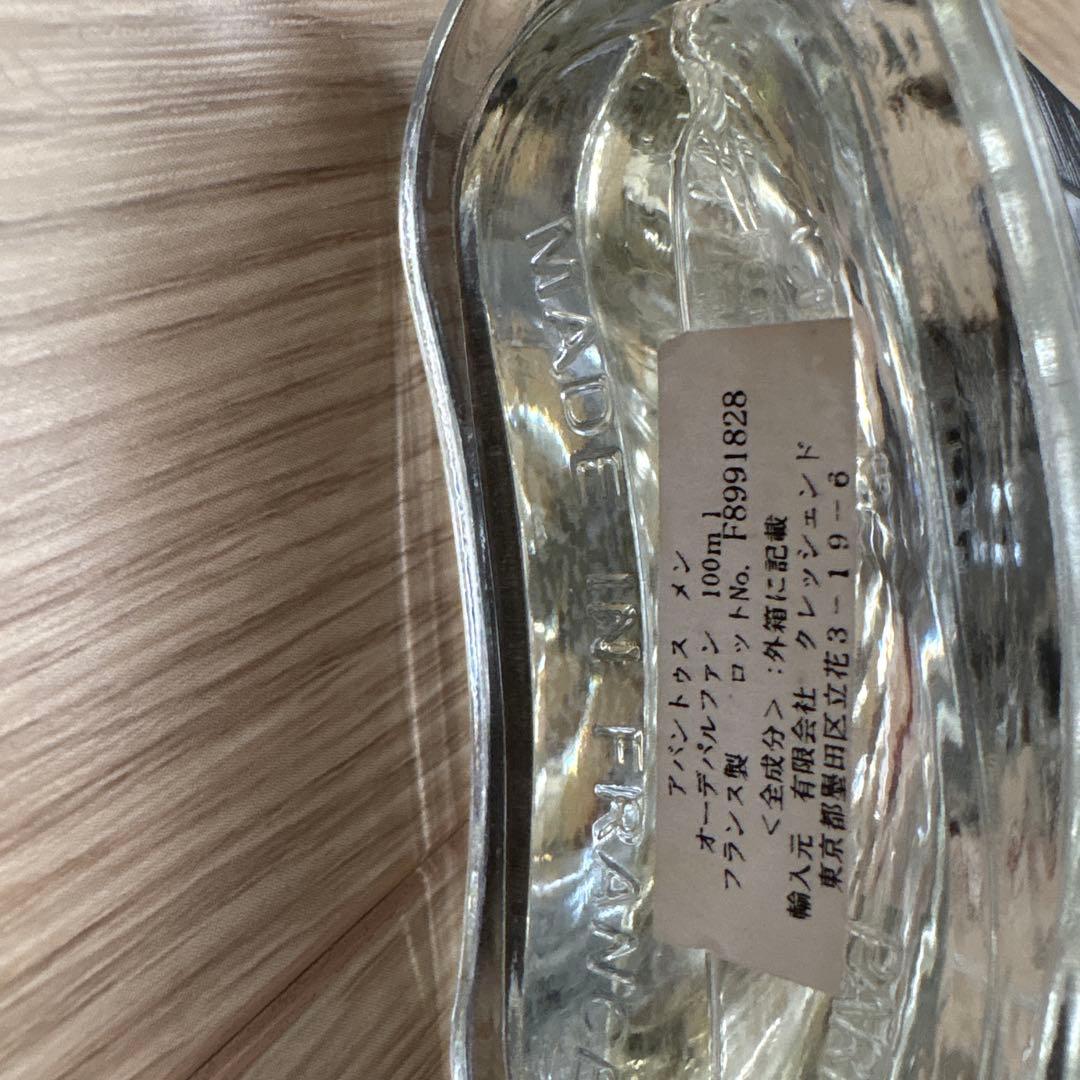 MADE IN FRANCE
アバントゥス メン
オーデパルファン 100ml
フランス製 ロットNo. F8991828
<全成分> :外箱に記載
輸入元 有限会社 クレッシェンド
東京都墨田区立花3-19-6